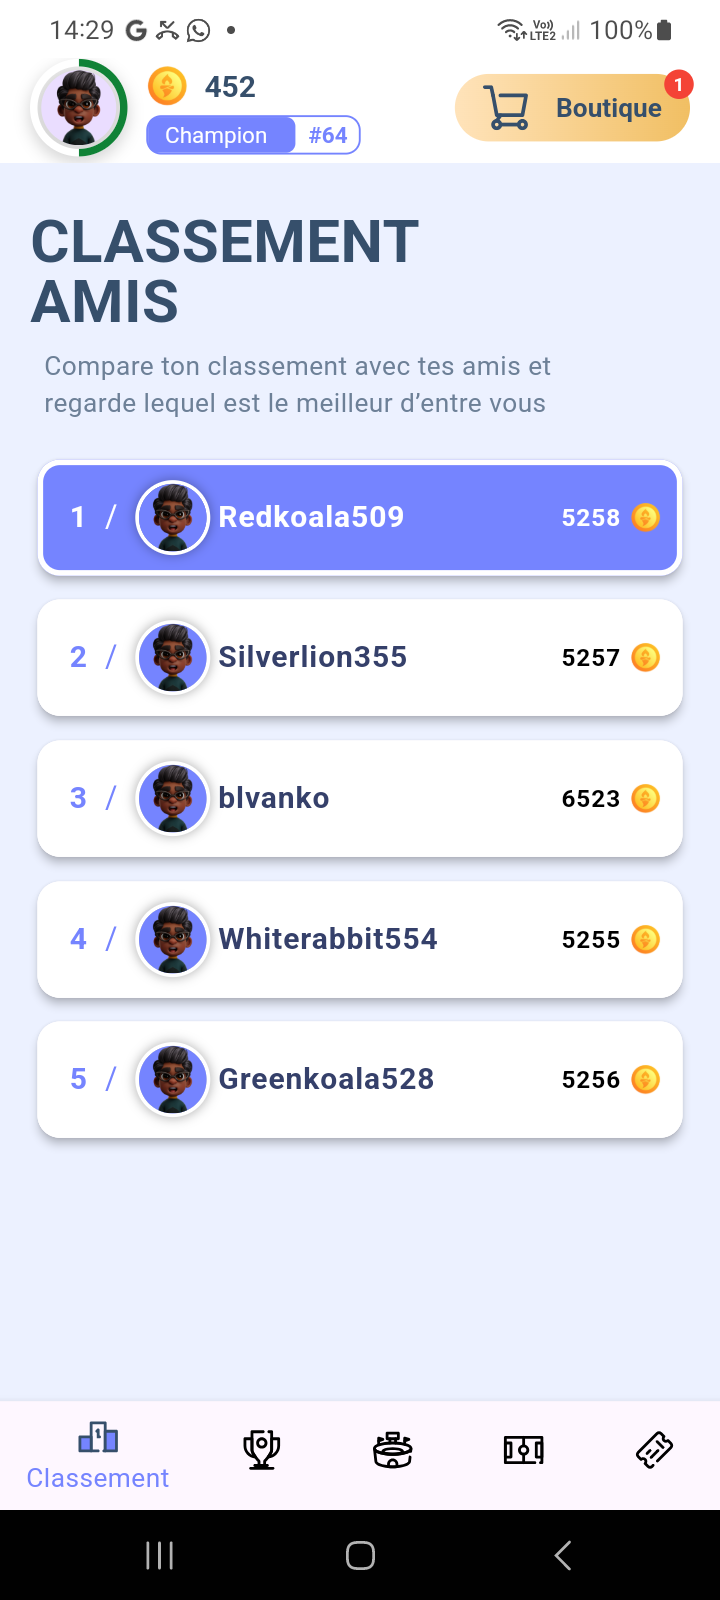 14:29 G Vo)) LTE2 100%
452
Champion #64
Boutique 1
CLASSEMENT
AMIS
Compare ton classement avec tes amis et
regarde lequel est le meilleur d’entre vous
1 / Redkoala509 5258
2 / Silverlion355 5257
3 / blvanko 6523
4 / Whiterabbit554 5255
5 / Greenkoala528 5256
1
Classement